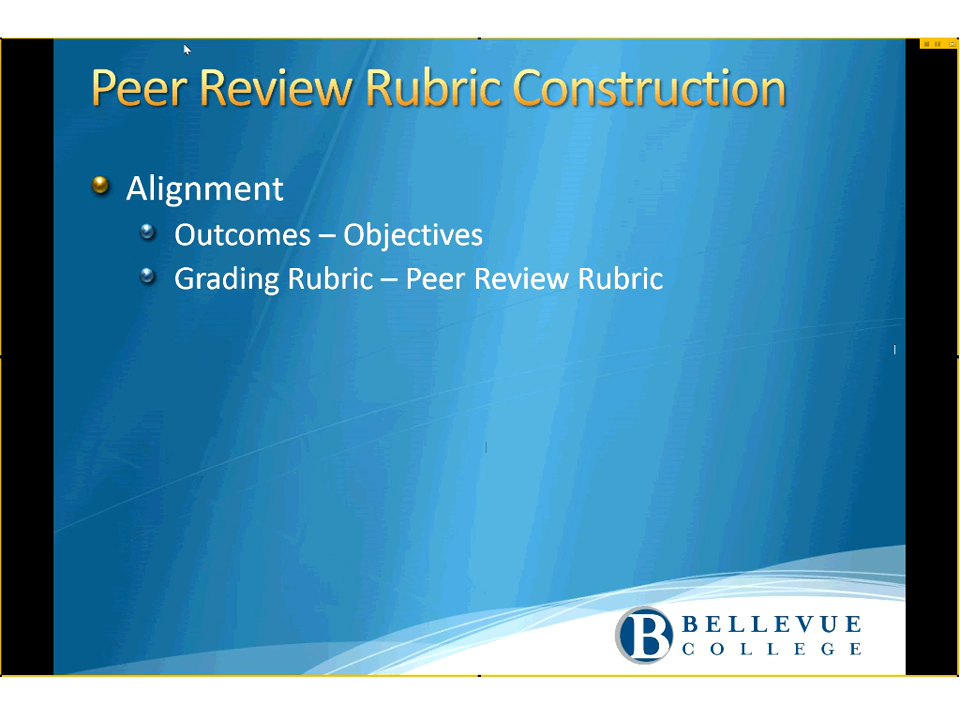 Peer Review Rubric Construction
Alignment
Outcomes – Objectives
Grading Rubric – Peer Review Rubric
B BELLEVUE
COLLEGE